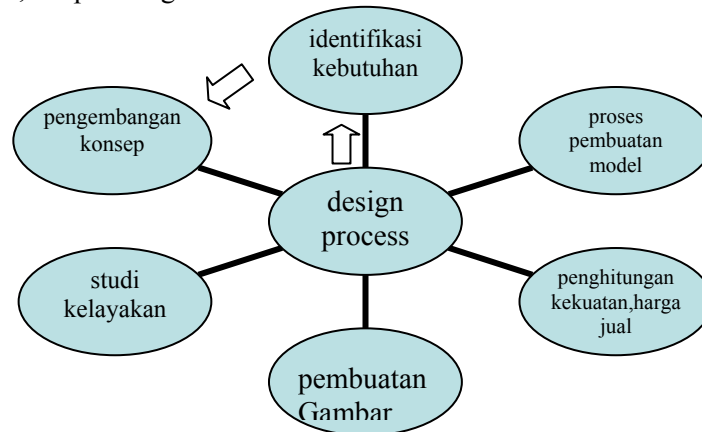 identifikasi
kebutuhan
pengembangan
konsep
proses
pembuatan
model
design
process
studi
kelayakan
penghitungan
kekuatan,harga
jual
pembuatan
Gambar